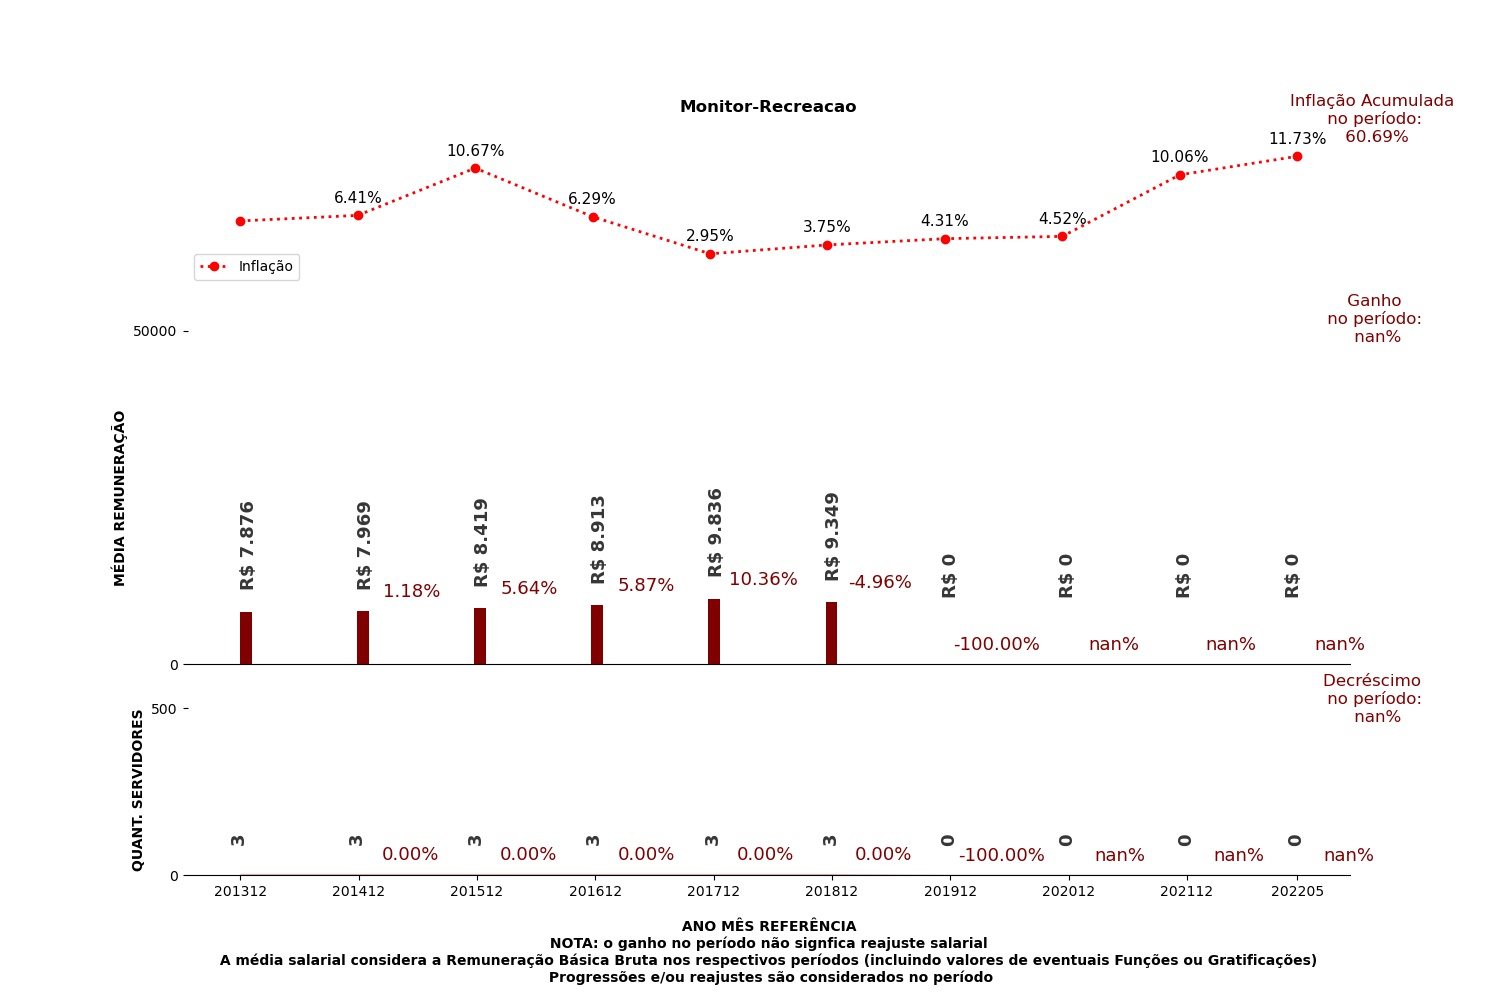 Monitor-Recreacao
Inflação Acumulada
no período:
60.69%
6.41%
10.67%
6.29%
2.95%
3.75%
4.31%
4.52%
10.06%
11.73%
Inflação
Ganho
no período:
nan%
50000
0
MÉDIA REMUNERAÇÃO
R$ 7.876
R$ 7.969
R$ 8.419
R$ 8.913
R$ 9.836
R$ 9.349
R$ 0
R$ 0
R$ 0
R$ 0
1.18%
5.64%
5.87%
10.36%
-4.96%
-100.00%
nan%
nan%
nan%
Decréscimo
no período:
nan%
500
0
QUANT. SERVIDORES
3
3
3
3
3
3
0
0
0
0
0.00%
0.00%
0.00%
0.00%
0.00%
-100.00%
nan%
nan%
nan%
201312
201412
201512
201612
201712
201812
201912
202012
202112
202205
ANO MÊS REFERÊNCIA
NOTA: o ganho no período não signfica reajuste salarial
A média salarial considera a Remuneração Básica Bruta nos respectivos períodos (incluindo valores de eventuais Funções ou Gratificações)
Progressões e/ou reajustes são considerados no período